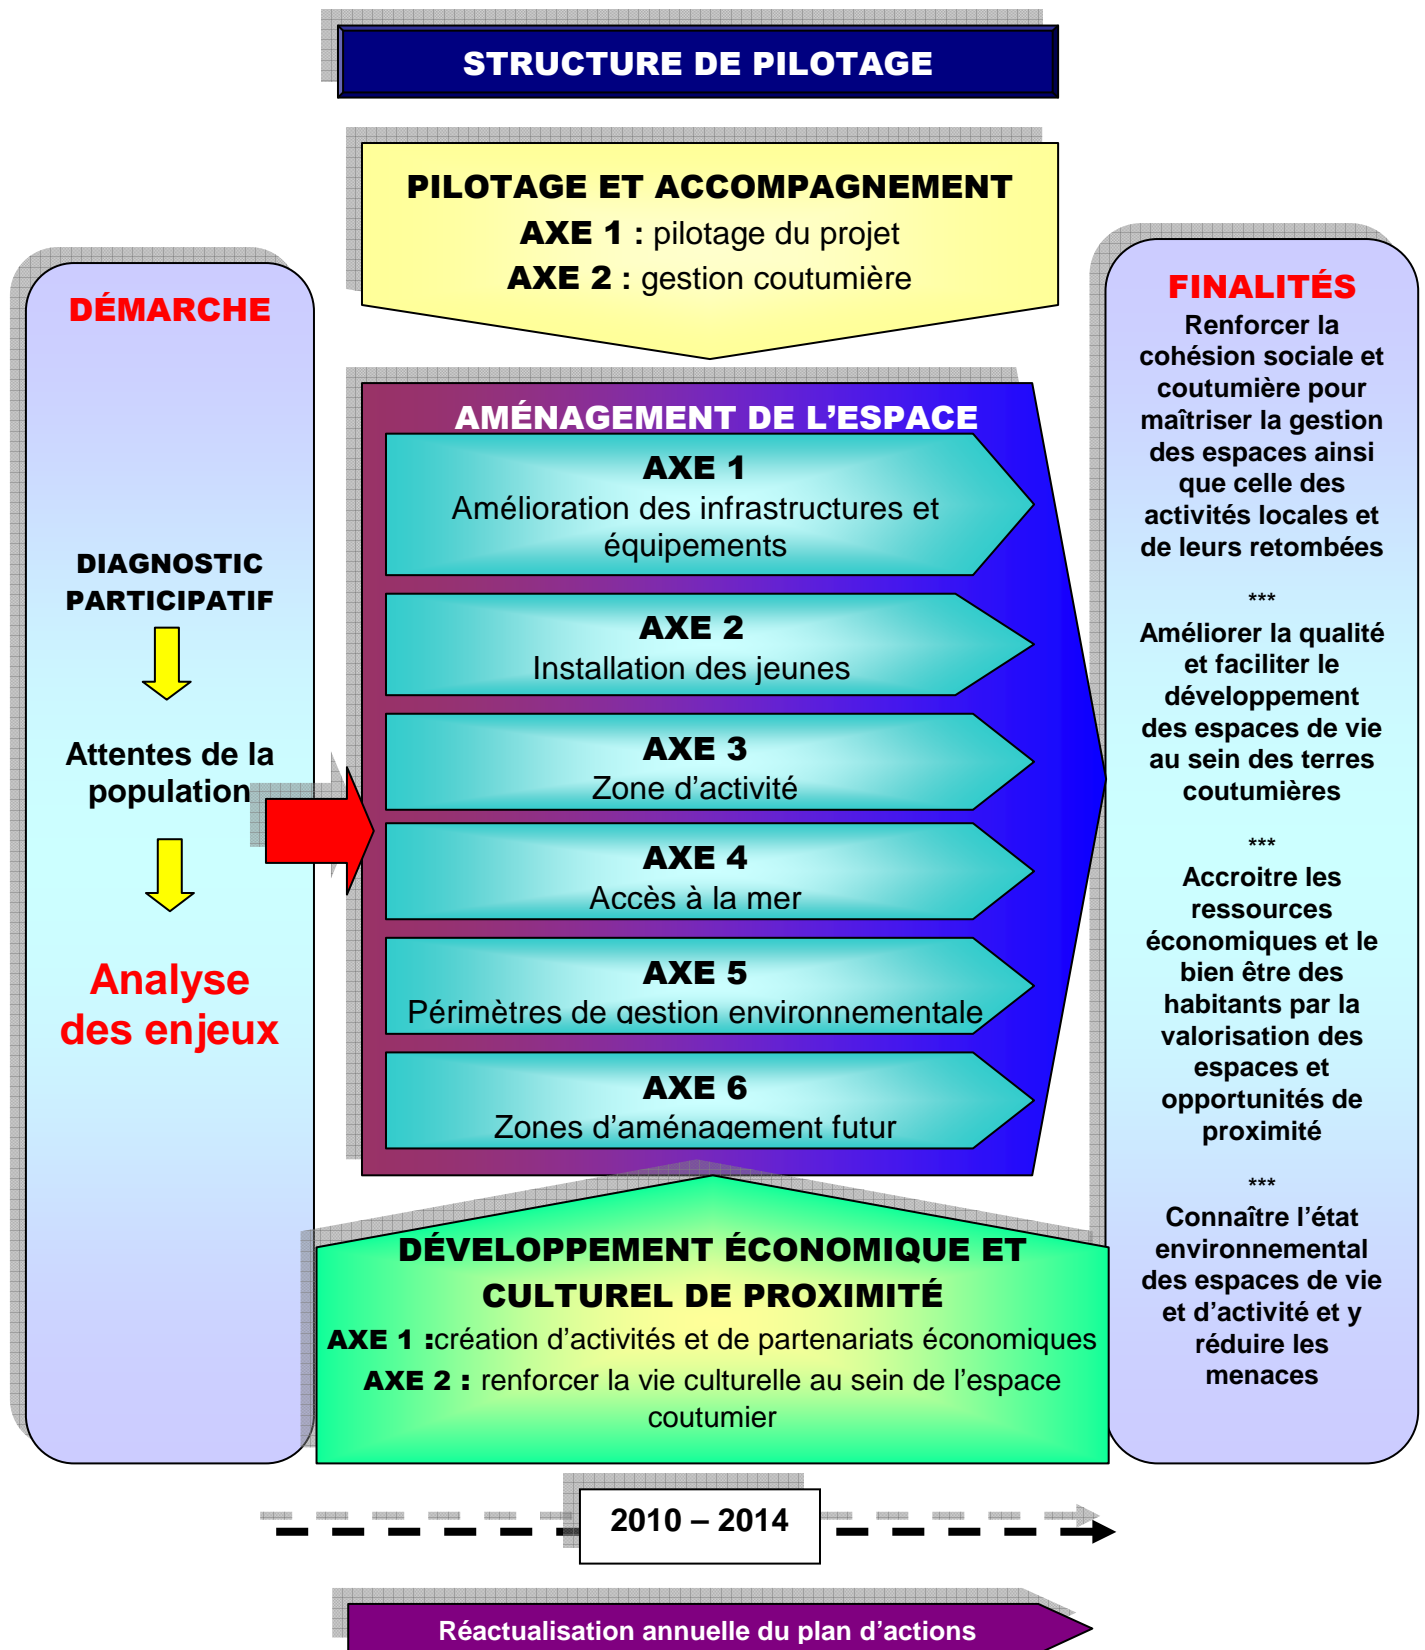 STRUCTURE DE PILOTAGE
PILOTAGE ET ACCOMPAGNEMENT
AXE 1 : pilotage du projet
AXE 2 : gestion coutumière
DÉMARCHE
DIAGNOSTIC
PARTICIPATIF
Attentes de la
population
Analyse
des enjeux
AMÉNAGEMENT DE L’ESPACE
AXE 1
Amélioration des infrastructures et
équipements
AXE 2
Installation des jeunes
AXE 3
Zone d’activité
AXE 4
Accès à la mer
AXE 5
Périmètres de gestion environnementale
AXE 6
Zones d’aménagement futur
DÉVELOPPEMENT ÉCONOMIQUE ET
CULTUREL DE PROXIMITÉ
AXE 1 :création d’activités et de partenariats économiques
AXE 2 : renforcer la vie culturelle au sein de l’espace
coutumier
FINALITÉS
Renforcer la
cohésion sociale et
coutumière pour
maîtriser la gestion
des espaces ainsi
que celle des
activités locales et
de leurs retombées
***
Améliorer la qualité
et faciliter le
développement
des espaces de vie
au sein des terres
coutumières
***
Accroitre les
ressources
économiques et le
bien être des
habitants par la
valorisation des
espaces et
opportunités de
proximité
***
Connaître l’état
environnemental
des espaces de vie
et d’activité et y
réduire les
menaces
2010 – 2014
Réactualisation annuelle du plan d’actions